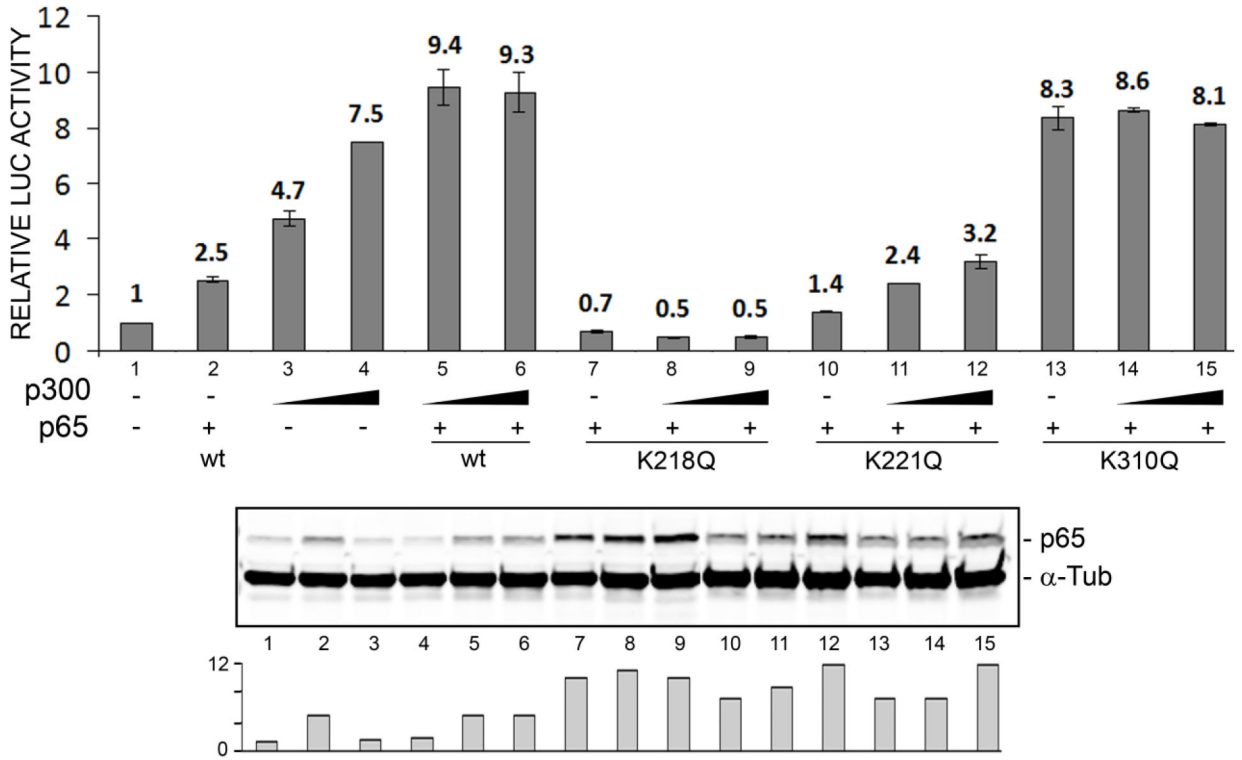 RELATIVE LUC ACTIVITY
12
10
8
6
4
2
0
1 2.5 4.7 7.5 9.4 9.3 0.7 0.5 0.5 1.4 2.4 3.2 8.3 8.6 8.1
1 2 3 4 5 6 7 8 9 10 11 12 13 14 15
p300 - - - - -
p65 - + - - + + + + + + + + + + +
wt wt K218Q K221Q K310Q
- p65
- α-Tub
1 2 3 4 5 6 7 8 9 10 11 12 13 14 15
12
0